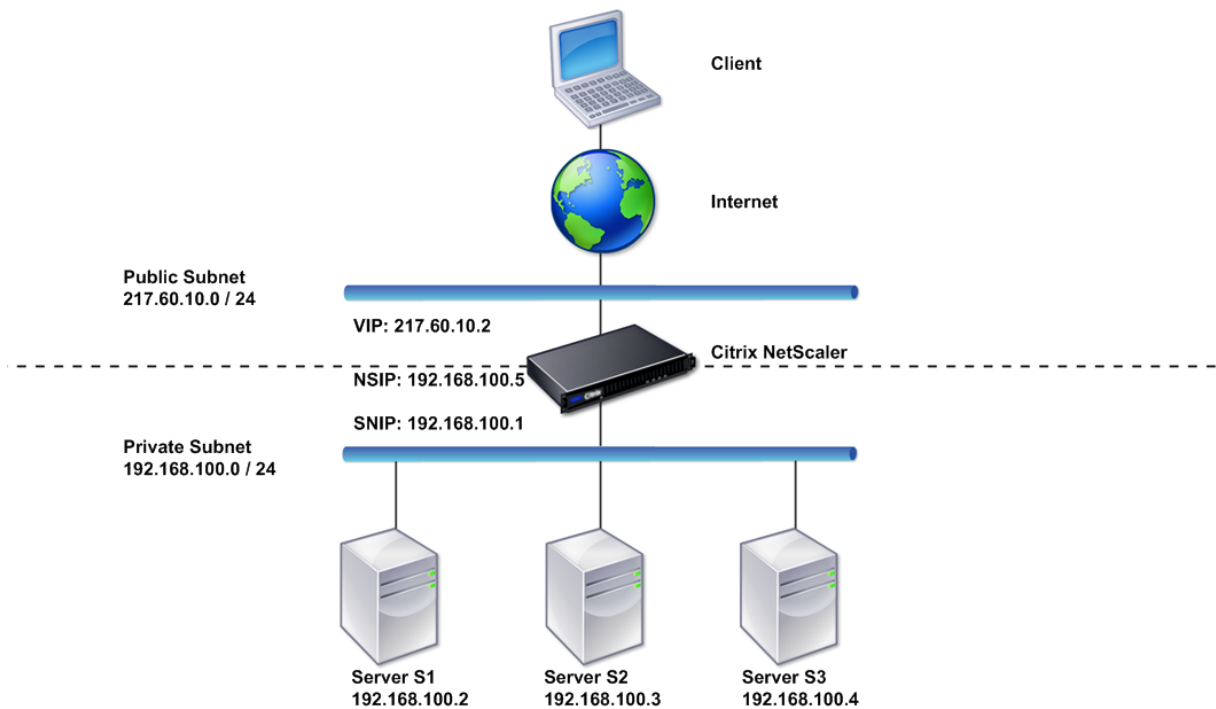 Client
Internet
Public Subnet
217.60.10.0 / 24
VIP: 217.60.10.2
Citrix NetScaler
NSIP: 192.168.100.5
SNIP: 192.168.100.1
Private Subnet
192.168.100.0 / 24
Server S1
192.168.100.2
Server S2
192.168.100.3
Server S3
192.168.100.4